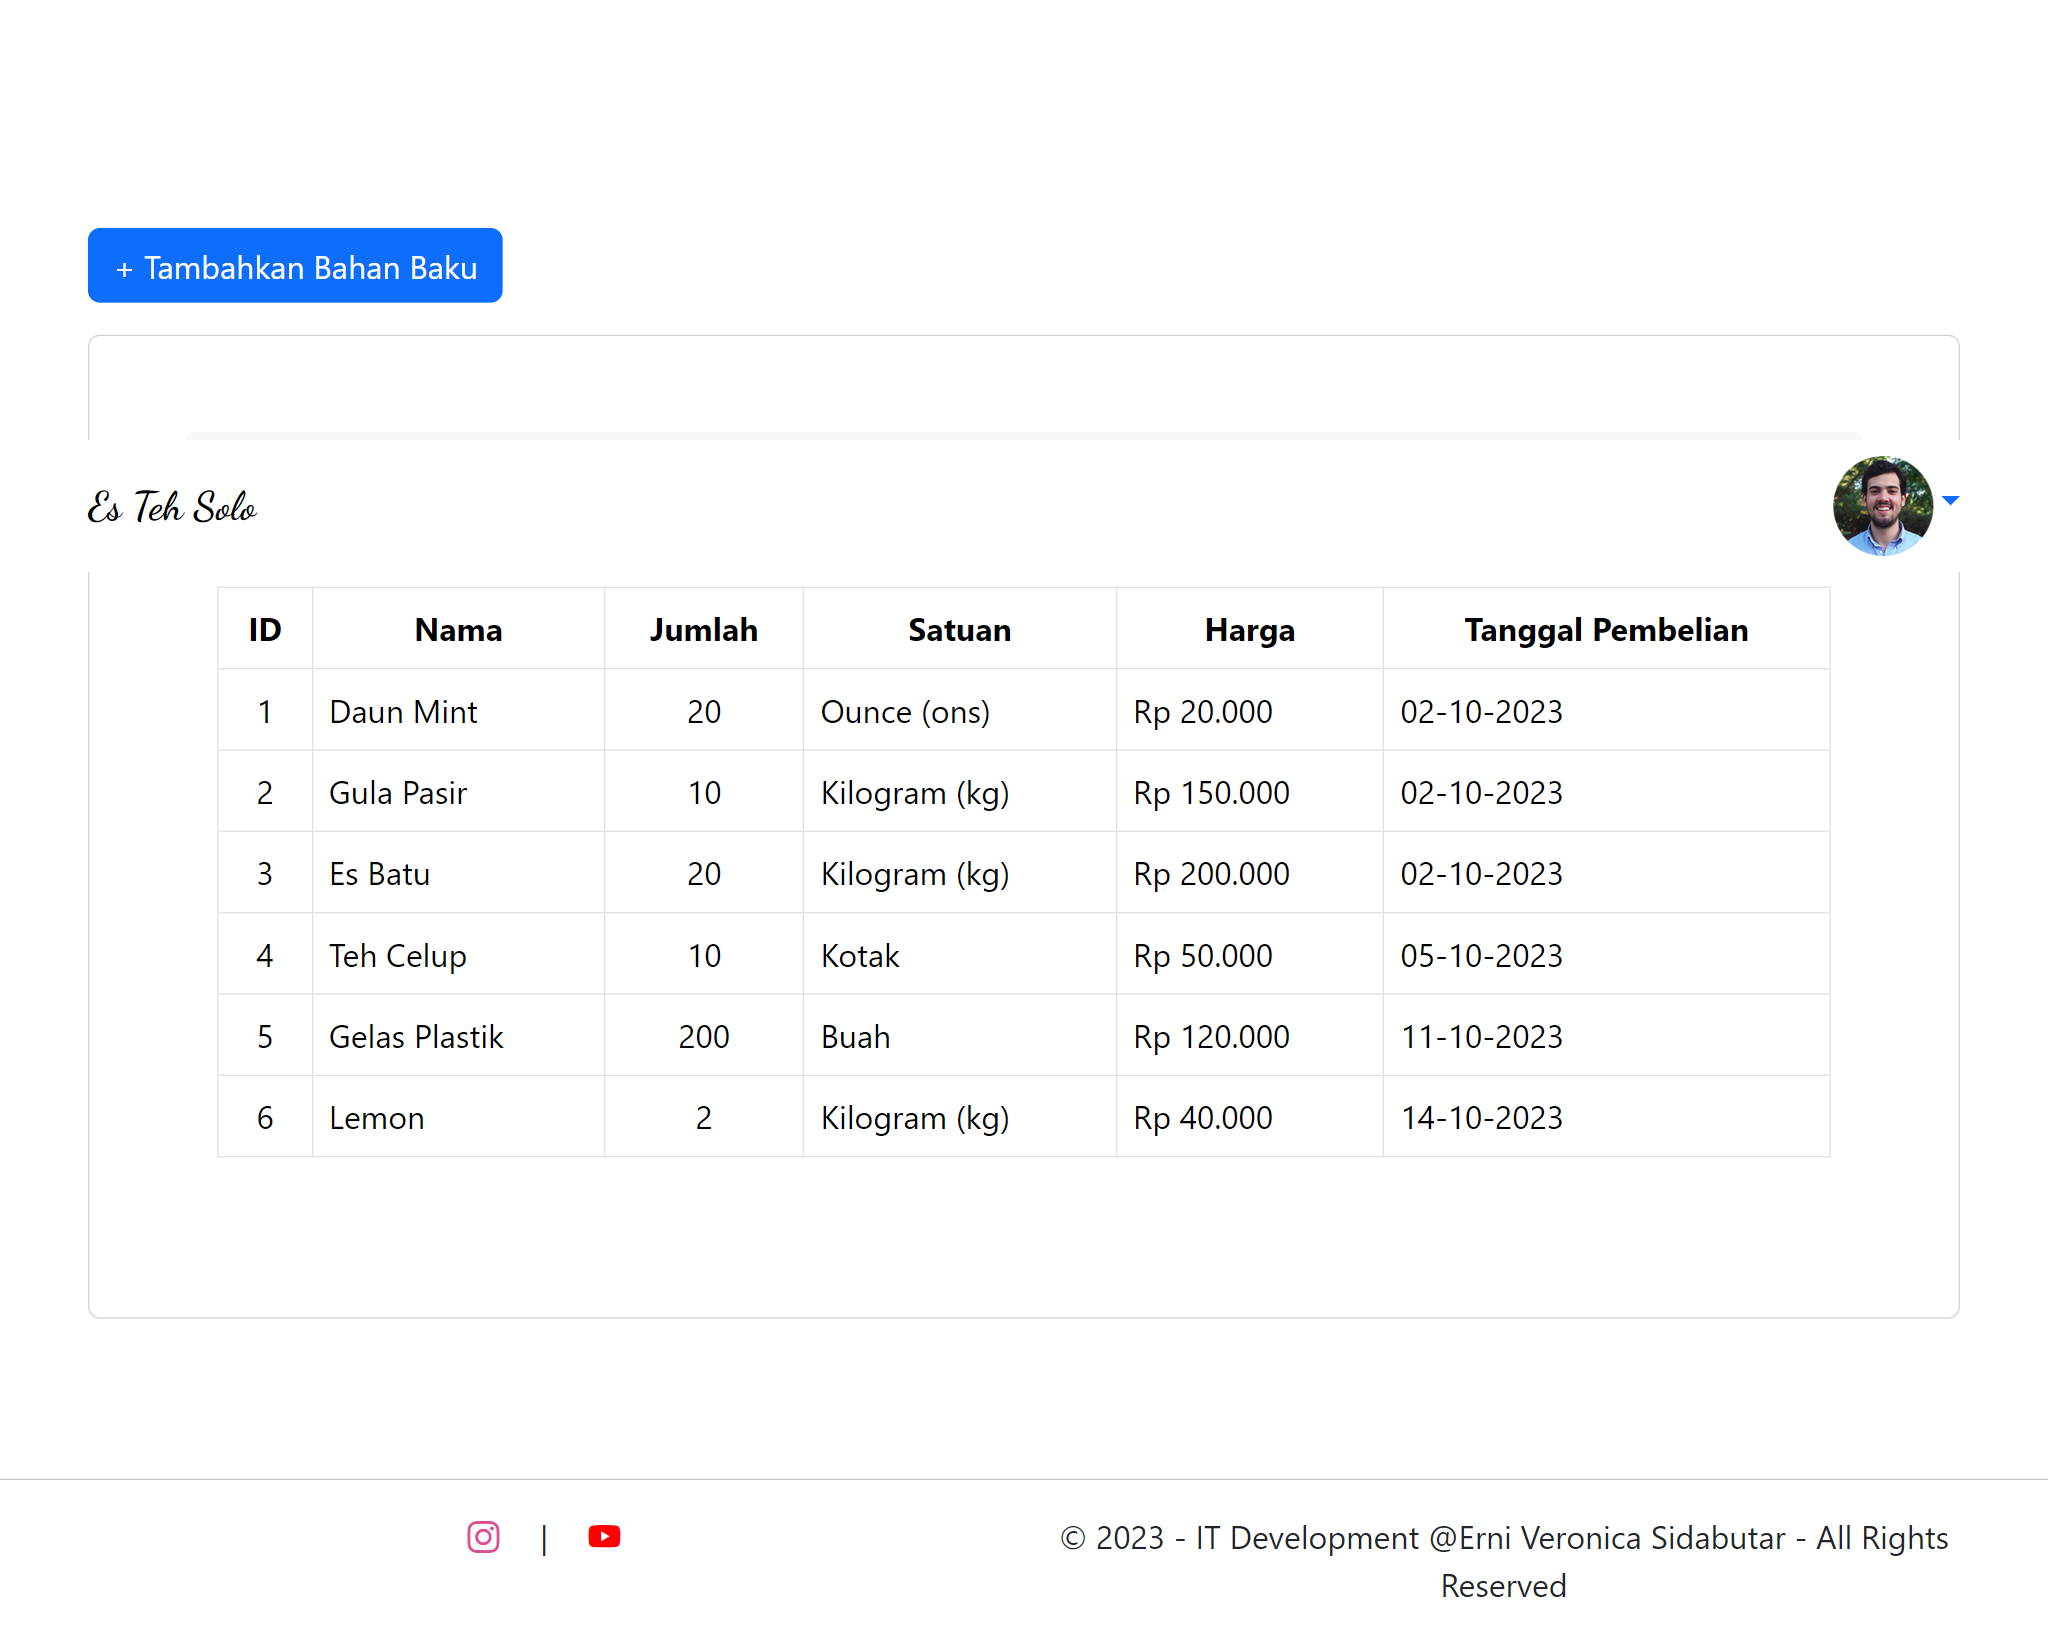 + Tambahkan Bahan Baku
Es Teh Solo
ID Nama Jumlah Satuan Harga Tanggal Pembelian
1 Daun Mint 20 Ounce (ons) Rp 20.000 02-10-2023
2 Gula Pasir 10 Kilogram (kg) Rp 150.000 02-10-2023
3 Es Batu 20 Kilogram (kg) Rp 200.000 02-10-2023
4 Teh Celup 10 Kotak Rp 50.000 05-10-2023
5 Gelas Plastik 200 Buah Rp 120.000 11-10-2023
6 Lemon 2 Kilogram (kg) Rp 40.000 14-10-2023
| © 2023 - IT Development @Erni Veronica Sidabutar - All Rights
Reserved